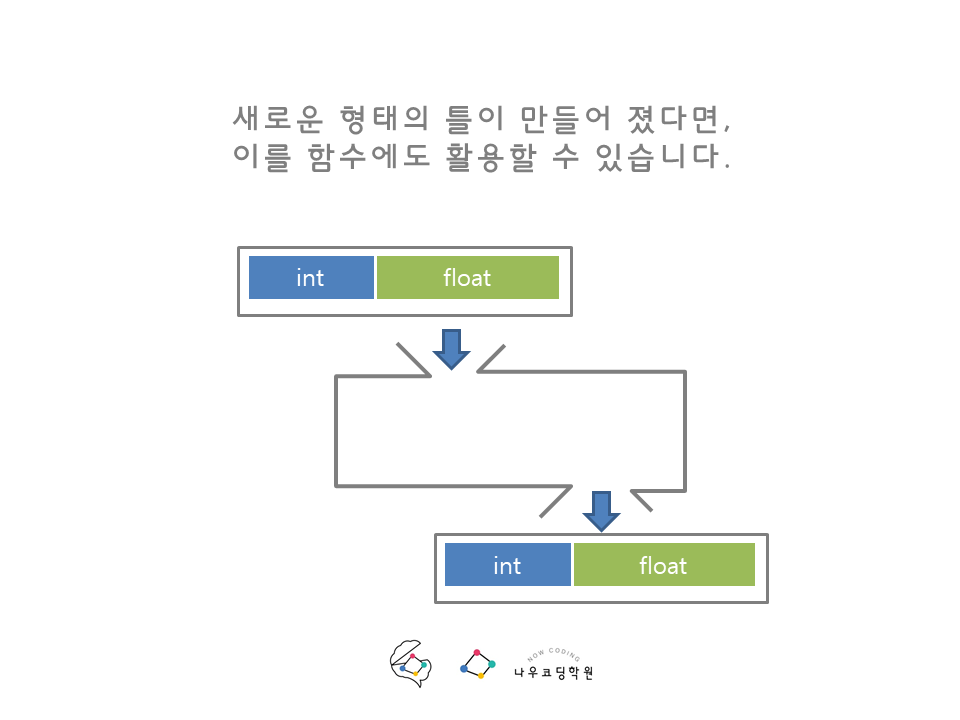 새로운 형태의 틀이 만들어 졌다면,
이를 함수에도 활용할 수 있습니다.
int float
int float
NOW CODING
나우코딩학원